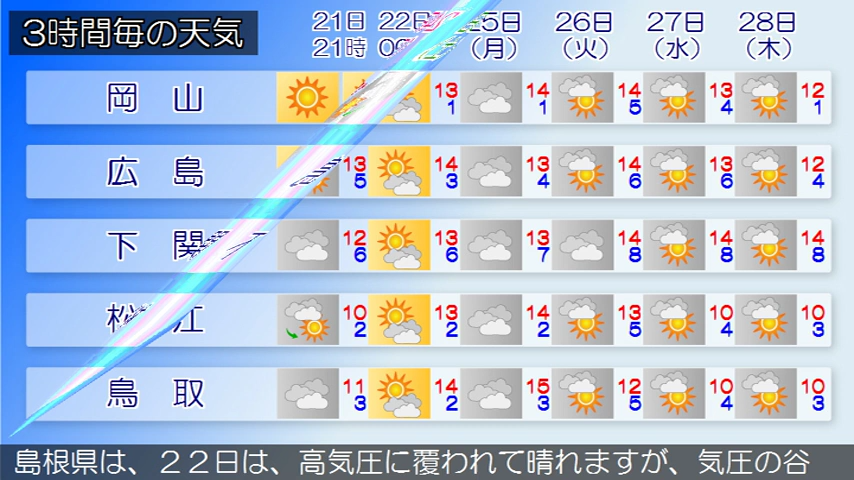 3時間毎の天気
21日 22日 5日 26日 27日 28日
21時 0 （月） （火） （水） （木）
岡 山 13 1 14 1 14 5 13 4 12 1
広 島 13 5 14 3 13 4 14 6 13 6 12 4
下 関 12 6 13 6 13 7 14 8 14 8 14 8
松 江 10 2 13 2 14 2 13 5 10 4 10 3
鳥 取 11 3 14 2 15 3 12 5 10 4 10 3
島根県は、２２日は、高気圧に覆われて晴れますが、気圧の谷